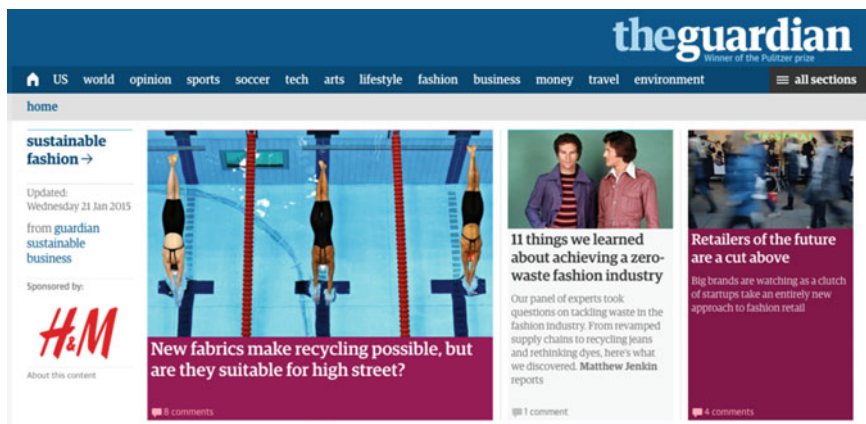 theguardian
Winner of the Pulitzer prize
US world opinion sports soccer tech arts lifestyle fashion business money travel environment all sections
home
sustainable
fashion →
Updated:
Wednesday 21 Jan 2015
from guardian
sustainable
business
Sponsored by:
H&M
About this content
New fabrics make recycling possible, but
are they suitable for high street?
8 comments
11 things we learned
about achieving a zero-
waste fashion industry
Our panel of experts took
questions on tackling waste in the
fashion industry. From revamped
supply chains to recycling jeans
and rethinking dyes, here's what
we discovered. Matthew Jenkin
reports
1 comment
Retailers of the future
are a cut above
Big brands are watching as a clutch
of startups take an entirely new
approach to fashion retail
4 comments